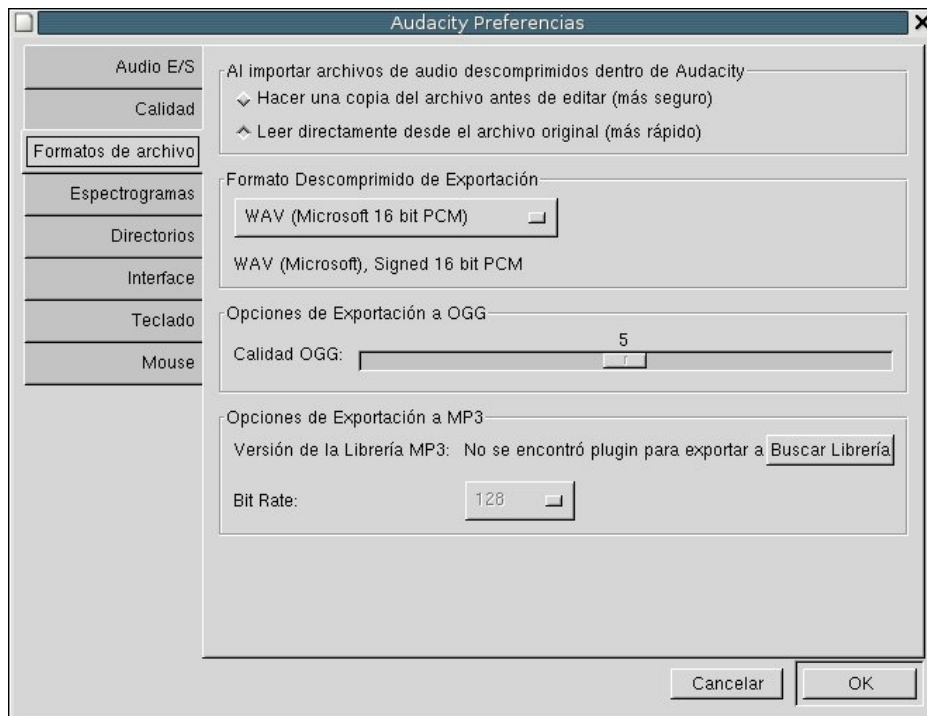 Audacity Preferencias
Audio E/S
Calidad
Formatos de archivo
Espectrogramas
Directorios
Interface
Teclado
Mouse
Al importar archivos de audio descomprimidos dentro de Audacity
Hacer una copia del archivo antes de editar (más seguro)
Leer directamente desde el archivo original (más rápido)
Formato Descomprimido de Exportación
WAV (Microsoft 16 bit PCM)
WAV (Microsoft), Signed 16 bit PCM
Opciones de Exportación a OGG
5
Calidad OGG:
Opciones de Exportación a MP3
Versión de la Librería MP3: No se encontró plugin para exportar a Buscar Librería
Bit Rate: 128
Cancelar OK